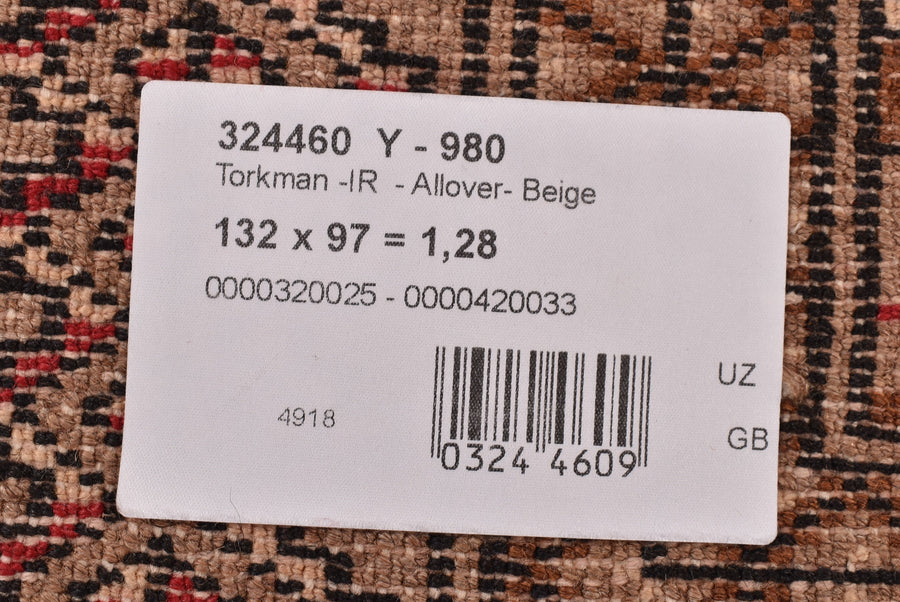 324460 Y - 980
Torkman -IR - Allover- Beige
132 x 97 = 1,28
0000320025 - 0000420033
UZ
4918
GB
0324 4609